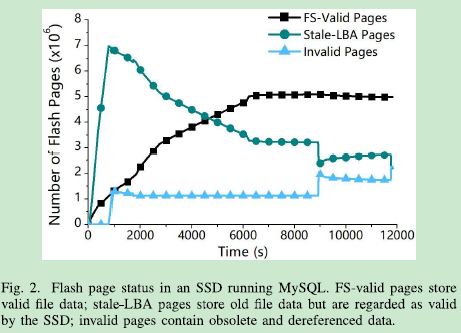 FS-Valid Pages
Stale-LBA Pages
Invalid Pages
Number of Flash Pages (x10⁶)
8
7
6
5
4
3
2
1
0
0 2000 4000 6000 8000 10000 12000
Time (s)
Fig. 2. Flash page status in an SSD running MySQL. FS-valid pages store
valid file data; stale-LBA pages store old file data but are regarded as valid
by the SSD; invalid pages contain obsolete and dereferenced data.